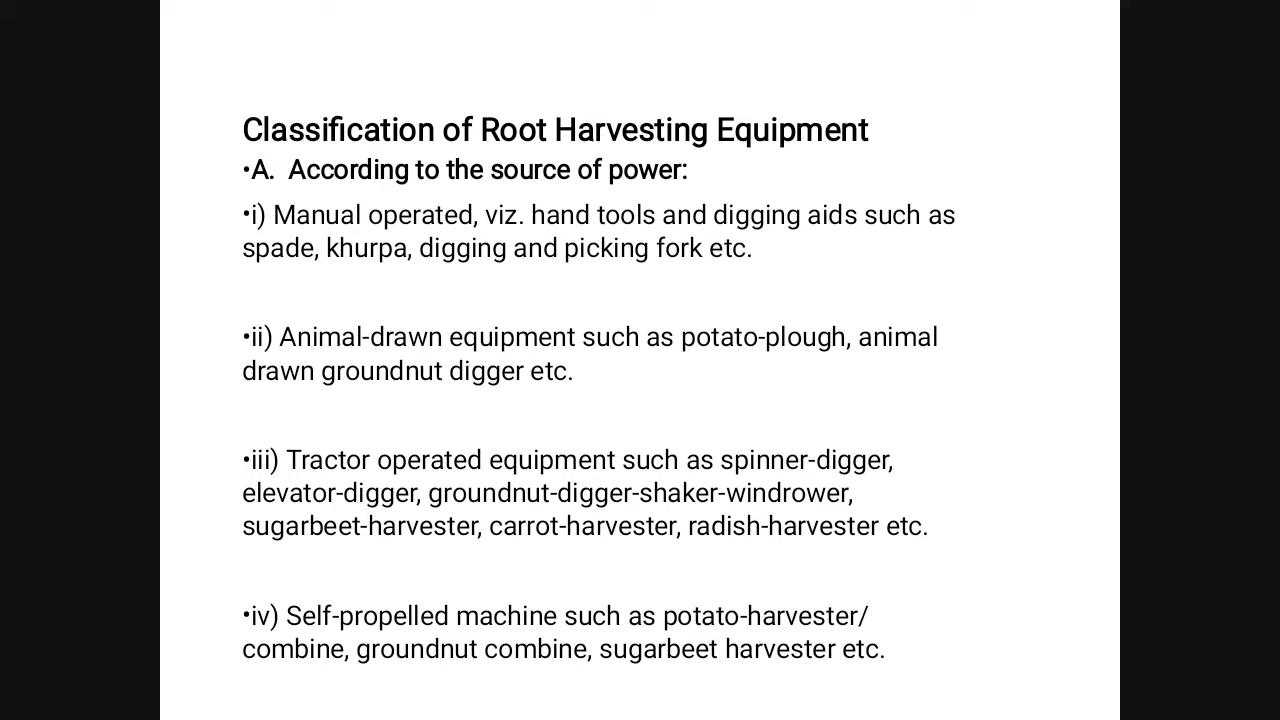 Classification of Root Harvesting Equipment
•A.  According to the source of power:
•i) Manual operated, viz. hand tools and digging aids such as
spade, khurpa, digging and picking fork etc.
•ii) Animal-drawn equipment such as potato-plough, animal
drawn groundnut digger etc.
•iii) Tractor operated equipment such as spinner-digger,
elevator-digger, groundnut-digger-shaker-windrower,
sugarbeet-harvester, carrot-harvester, radish-harvester etc.
•iv) Self-propelled machine such as potato-harvester/
combine, groundnut combine, sugarbeet harvester etc.